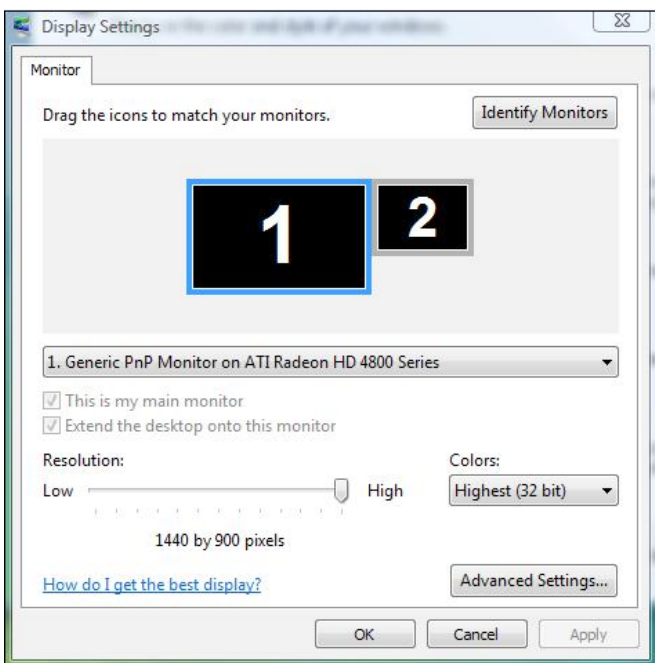 Display Settings
Monitor
Drag the icons to match your monitors.
Identify Monitors
1
2
1. Generic PnP Monitor on ATI Radeon HD 4800 Series
This is my main monitor
Extend the desktop onto this monitor
Resolution:
Colors:
Low
High
Highest (32 bit)
1440 by 900 pixels
How do I get the best display?
Advanced Settings...
OK
Cancel
Apply